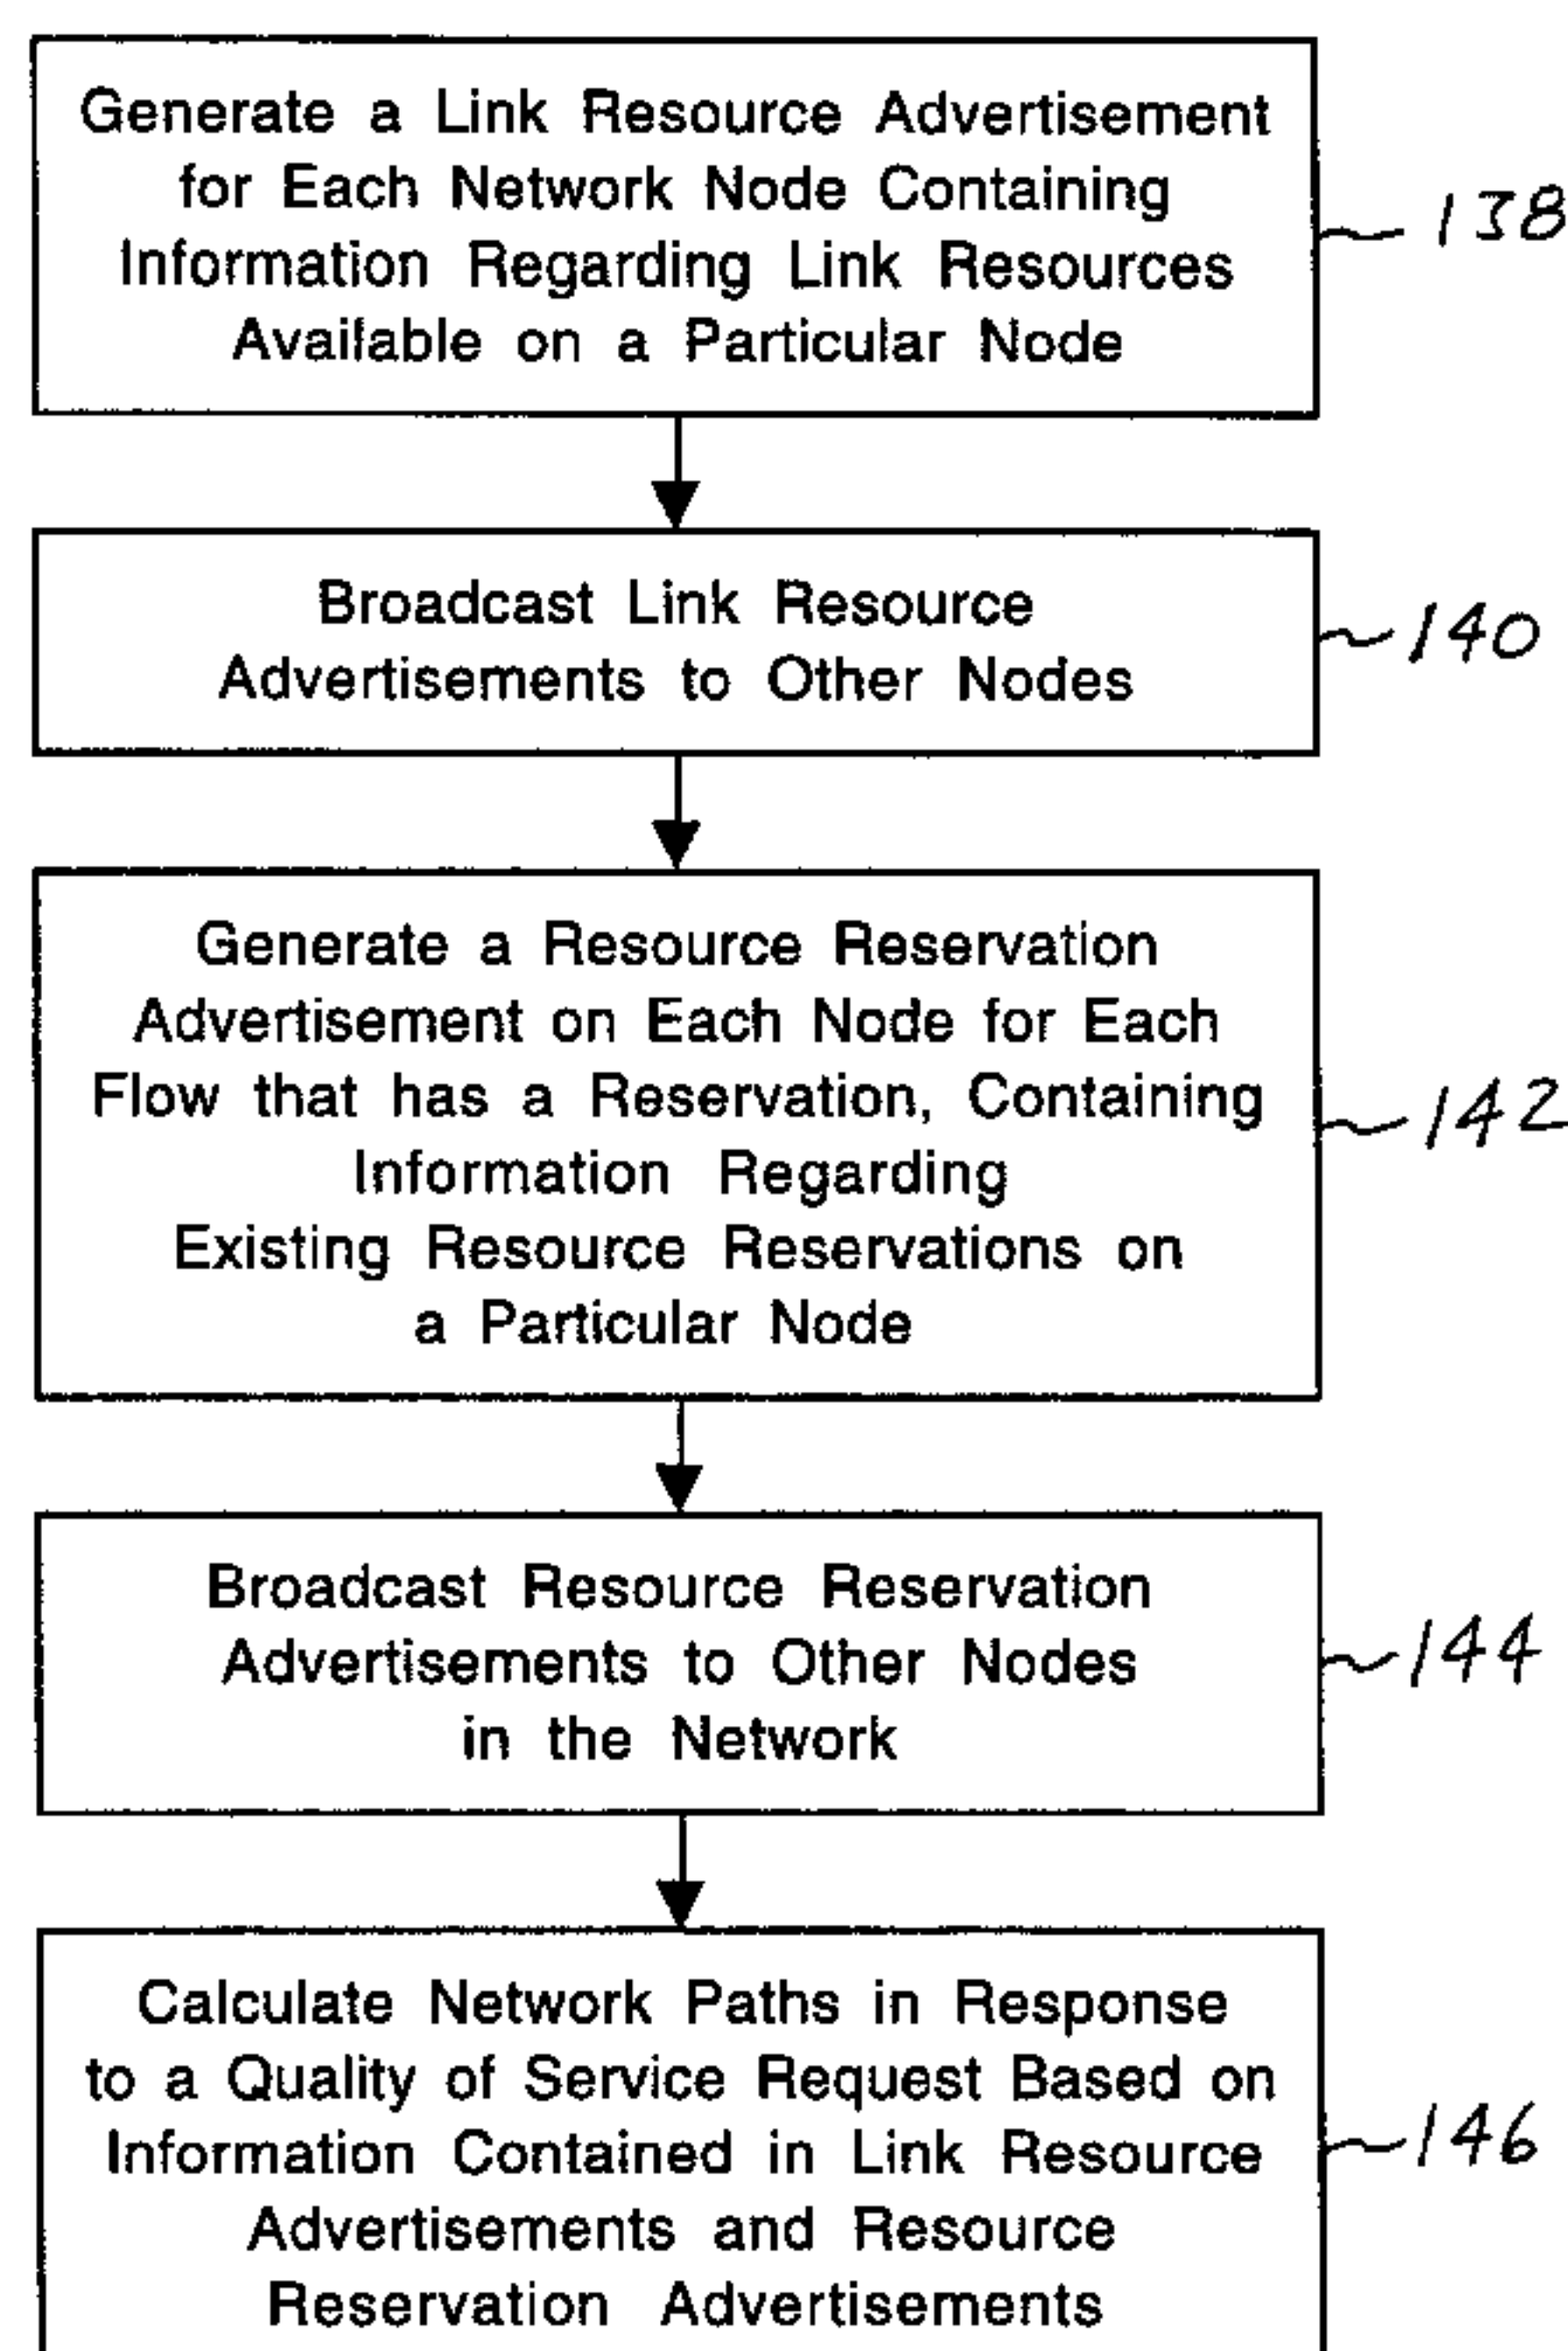 Generate a Link Resource Advertisement
for Each Network Node Containing
Information Regarding Link Resources
Available on a Particular Node
138
Broadcast Link Resource
Advertisements to Other Nodes
140
Generate a Resource Reservation
Advertisement on Each Node for Each
Flow that has a Reservation, Containing
Information Regarding
Existing Resource Reservations on
a Particular Node
142
Broadcast Resource Reservation
Advertisements to Other Nodes
in the Network
144
Calculate Network Paths in Response
to a Quality of Service Request Based on
Information Contained in Link Resource
Advertisements and Resource
Reservation Advertisements
146